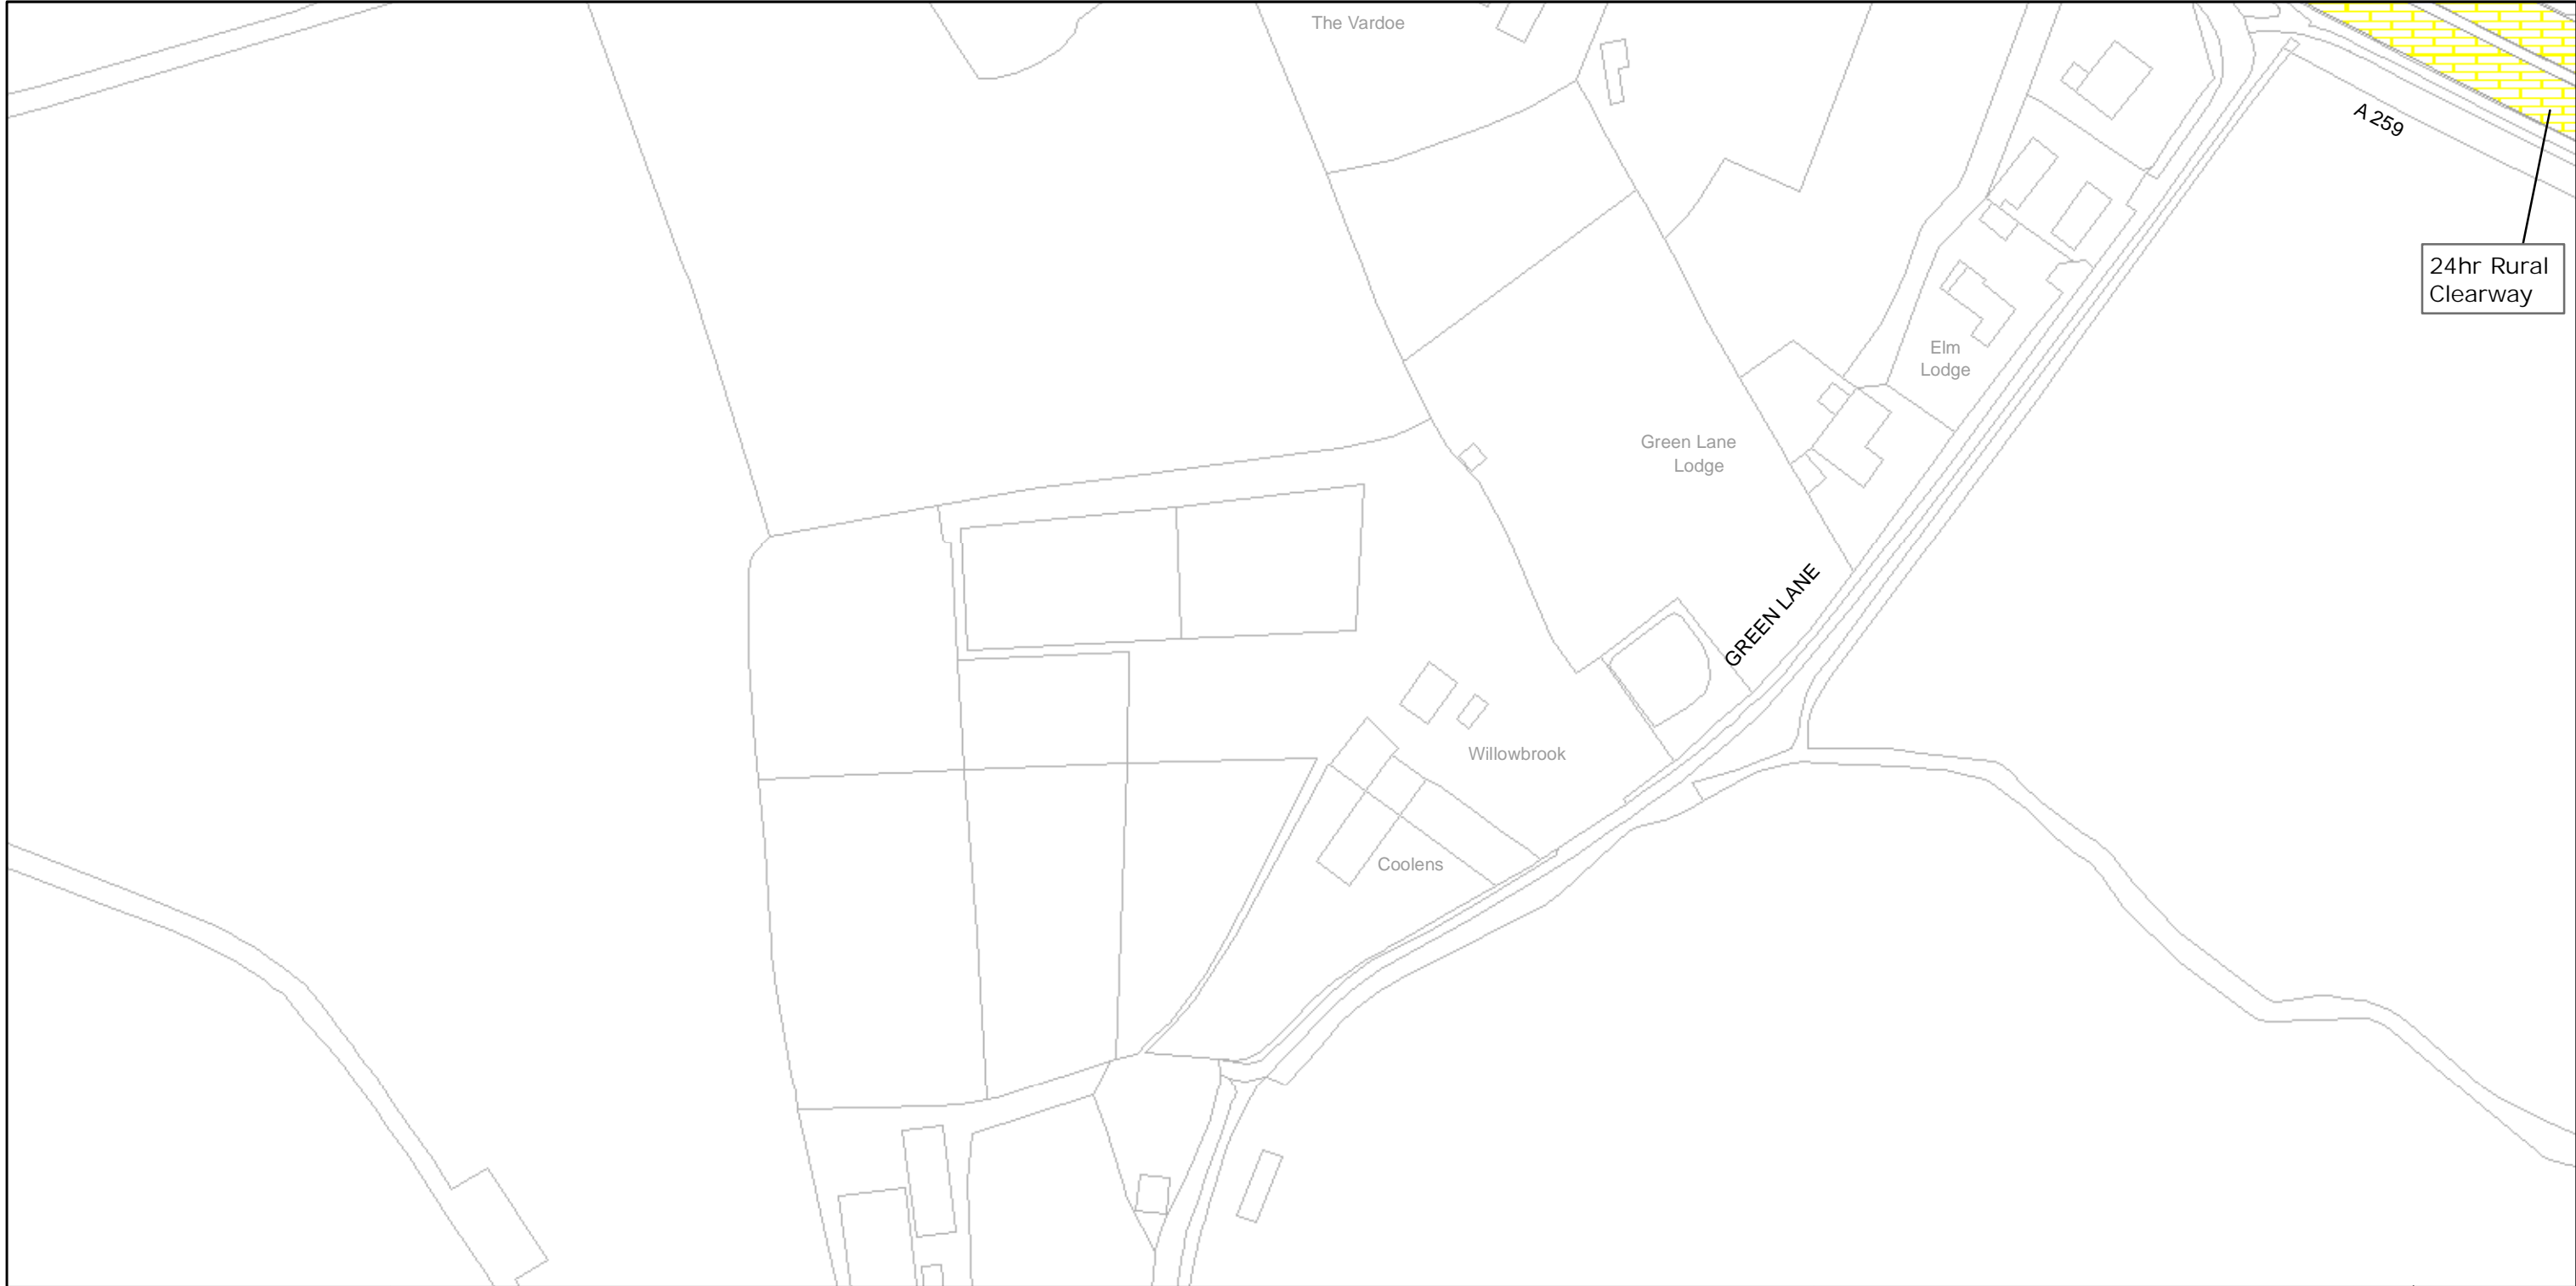 The Vardoe
A 259
24hr Rural
Clearway
Elm
Lodge
Green Lane
Lodge
GREEN LANE
Willowbrook
Coolens